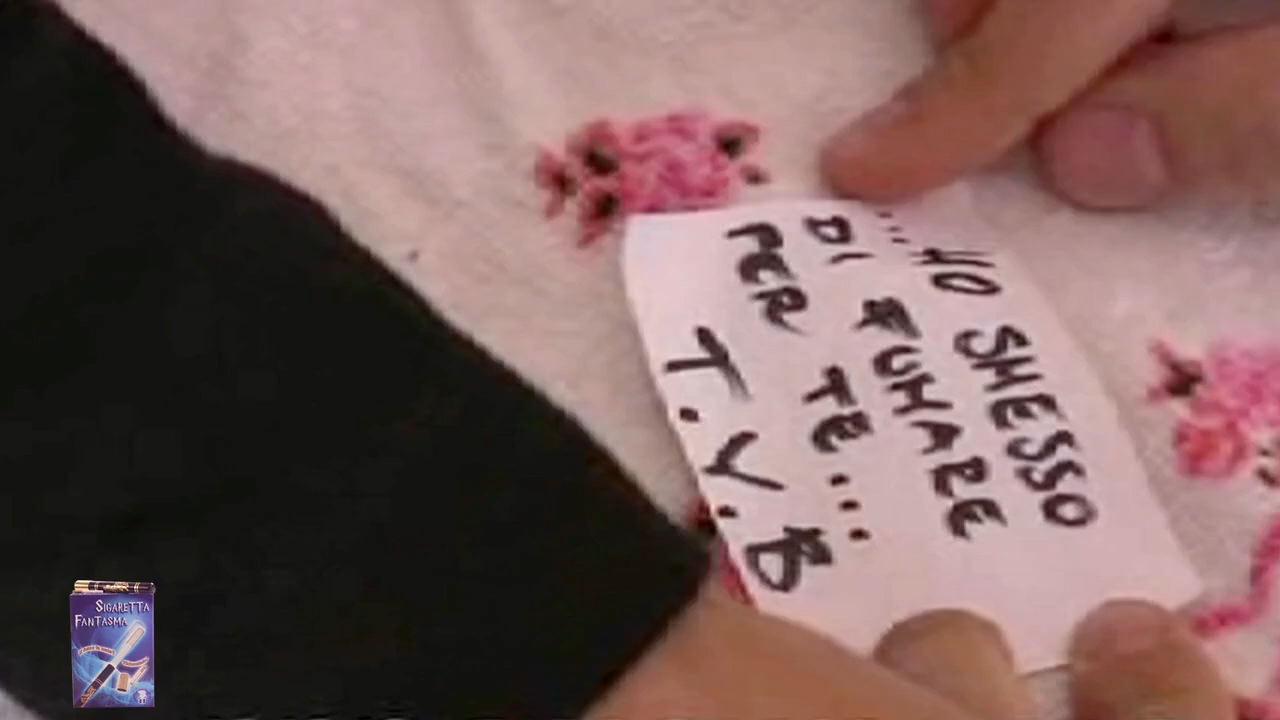 ...HO SMESSO
DI FUMARE
PER TE...
T.V.B
SIGARETTA
FANTASMA